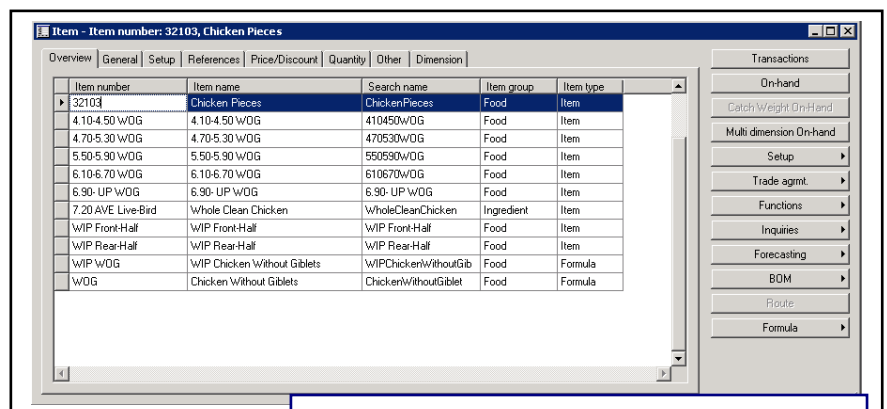 Item - Item number: 32103, Chicken Pieces
Overview General Setup References Price/Discount Quantity Other Dimension
Item number Item name Search name Item group Item type
32103 Chicken Pieces ChickenPieces Food Item
4.10-4.50 WOG 4.10-4.50 WOG 410450WOG Food Item
4.70-5.30 WOG 4.70-5.30 WOG 470530WOG Food Item
5.50-5.90 WOG 5.50-5.90 WOG 550590WOG Food Item
6.10-6.70 WOG 6.10-6.70 WOG 610670WOG Food Item
6.90- UP WOG 6.90- UP WOG 6.90- UP WOG Food Item
7.20 AVE Live-Bird Whole Clean Chicken WholeCleanChicken Ingredient Item
WIP Front-Half WIP Front-Half WIP Front-Half Food Item
WIP Rear-Half WIP Rear-Half WIP Rear-Half Food Item
WIP WOG WIP Chicken Without Giblets WIPChickenWithoutGib Food Formula
WOG Chicken Without Giblets ChickenWithoutGiblet Food Formula
Transactions
On-hand
Catch Weight On-Hand
Multi dimension On-hand
Setup
Trade agrmt.
Functions
Inquiries
Forecasting
BOM
Route
Formula